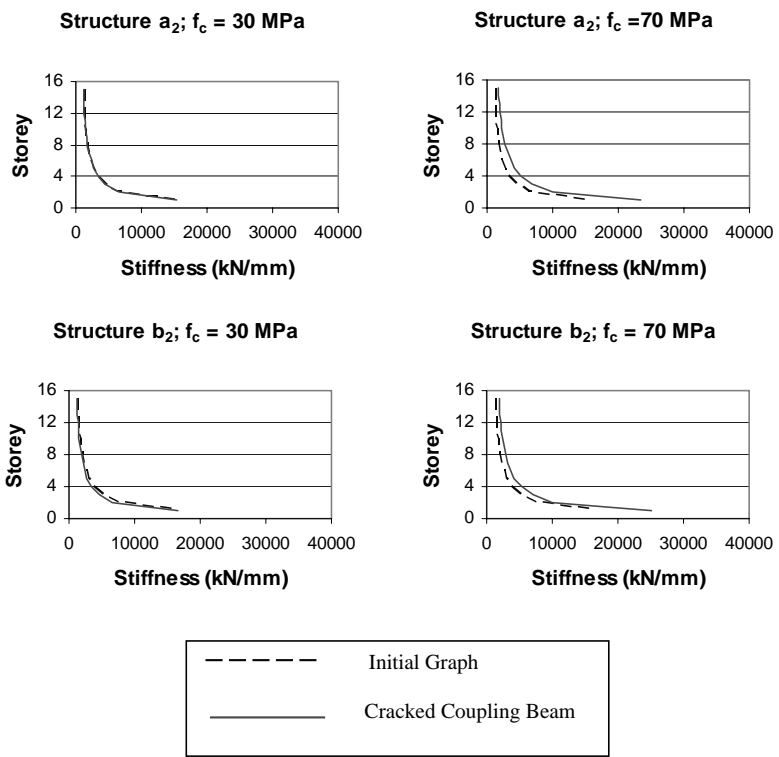 Structure a₂; f꜀ = 30 MPa
16
12
8
4
0
Storey
0 10000 20000 30000 40000
Stiffness (kN/mm)
Structure a₂; f꜀ =70 MPa
16
12
8
4
0
Storey
0 10000 20000 30000 40000
Stiffness (kN/mm)
Structure b₂; f꜀ = 30 MPa
16
12
8
4
0
Storey
0 10000 20000 30000 40000
Stiffness (kN/mm)
Structure b₂; f꜀ = 70 MPa
16
12
8
4
0
Storey
0 10000 20000 30000 40000
Stiffness (kN/mm)
Initial Graph
Cracked Coupling Beam